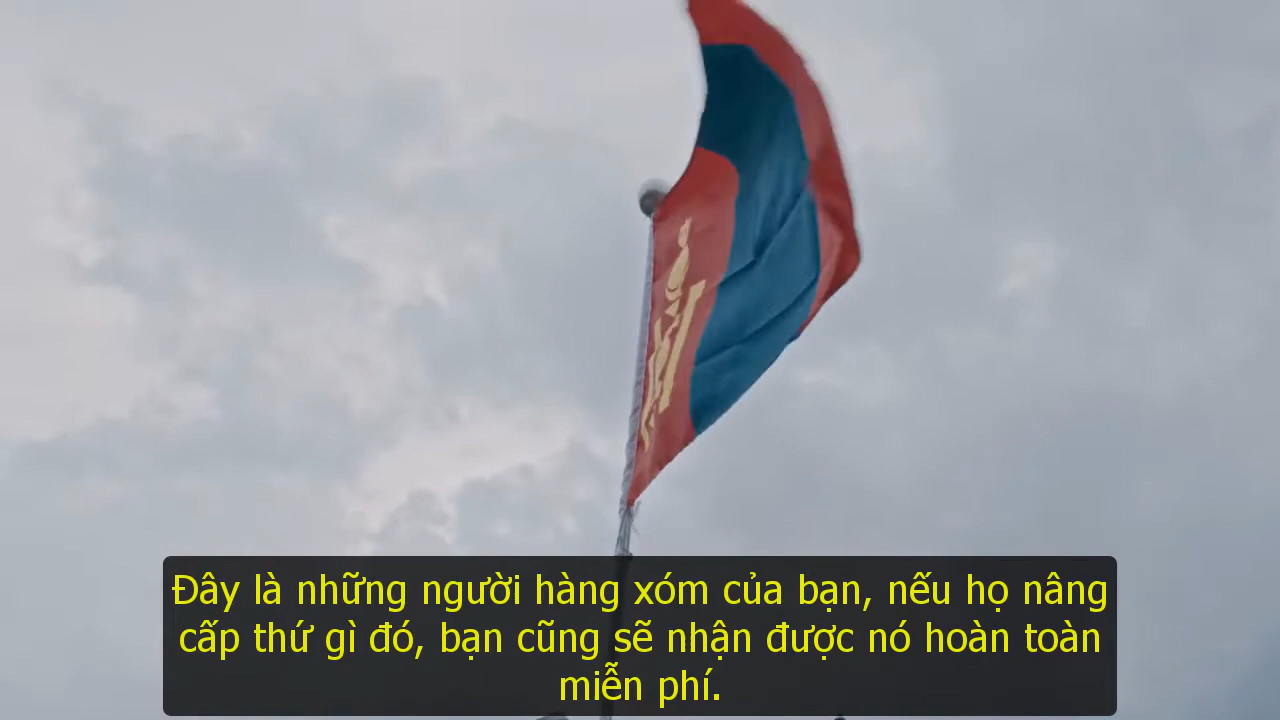 Đây là những người hàng xóm của bạn, nếu họ nâng
cấp thứ gì đó, bạn cũng sẽ nhận được nó hoàn toàn
miễn phí.